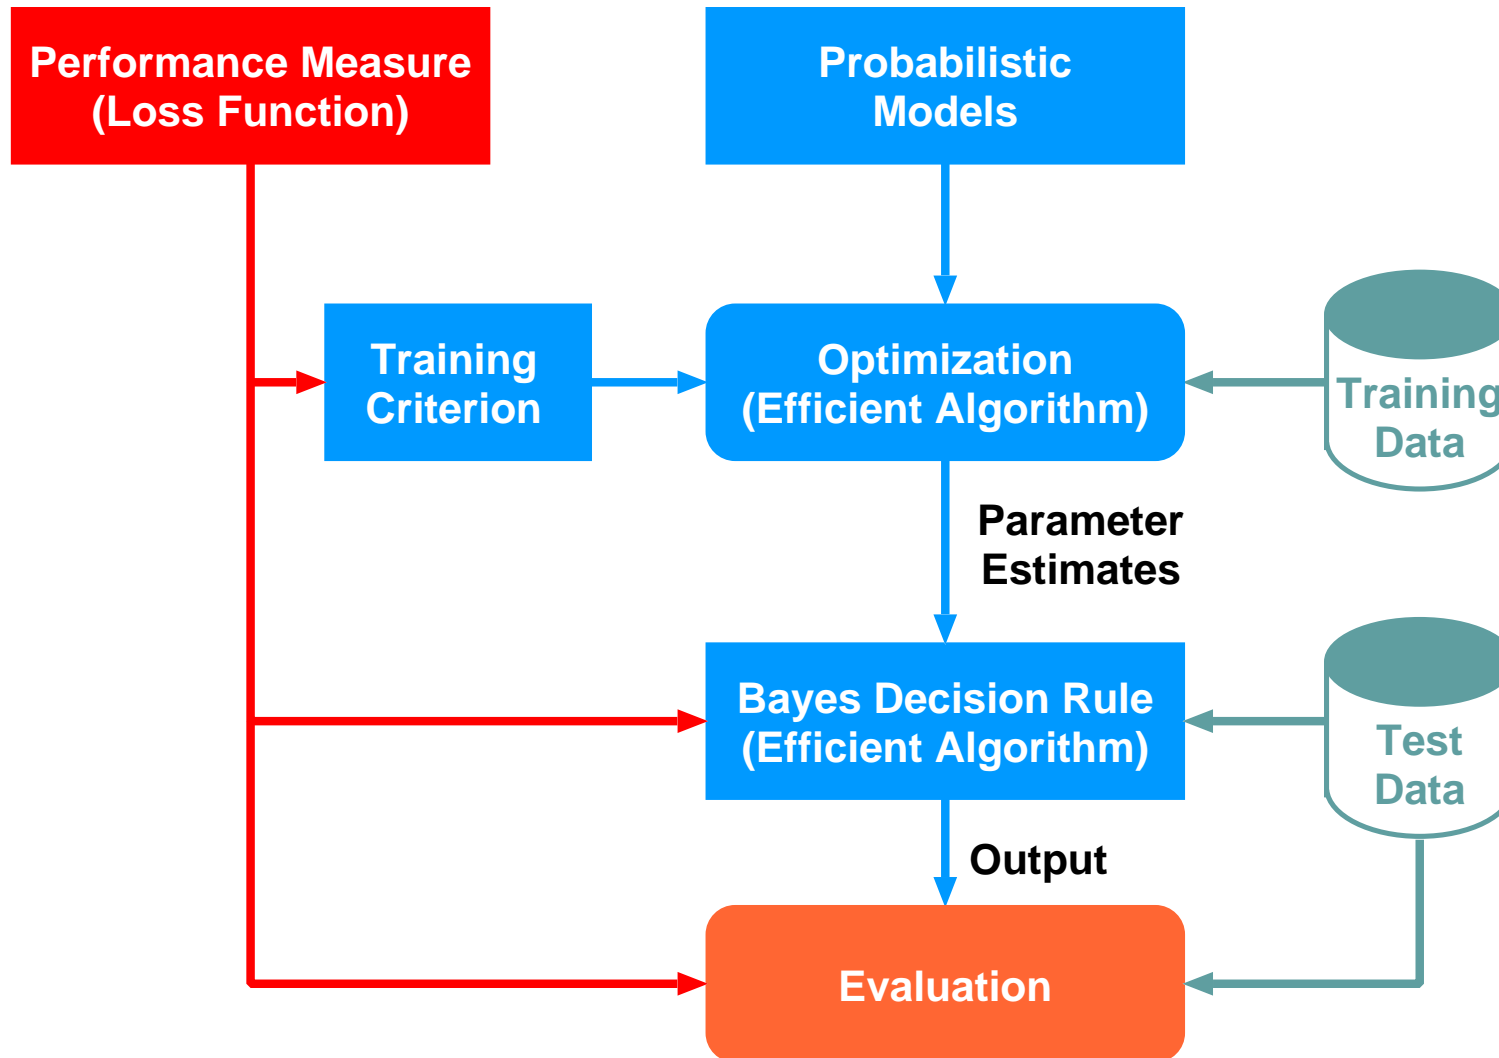 Performance Measure
(Loss Function)
Probabilistic
Models
Training
Criterion
Optimization
(Efficient Algorithm)
Training
Data
Parameter
Estimates
Bayes Decision Rule
(Efficient Algorithm)
Test
Data
Output
Evaluation